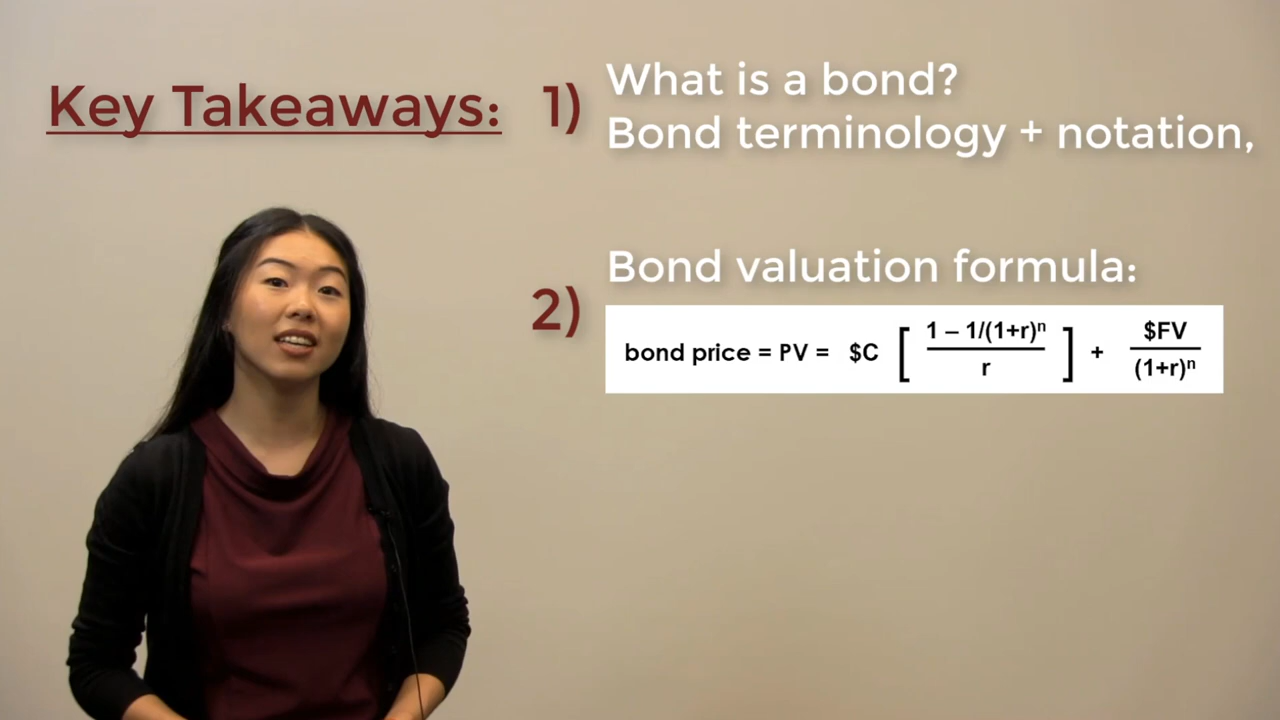 Key Takeaways:
1)
What is a bond?
Bond terminology + notation,
2)
Bond valuation formula:
bond price = PV = $C [ 1 – 1/(1+r)ⁿ / r ] + $FV / (1+r)ⁿ